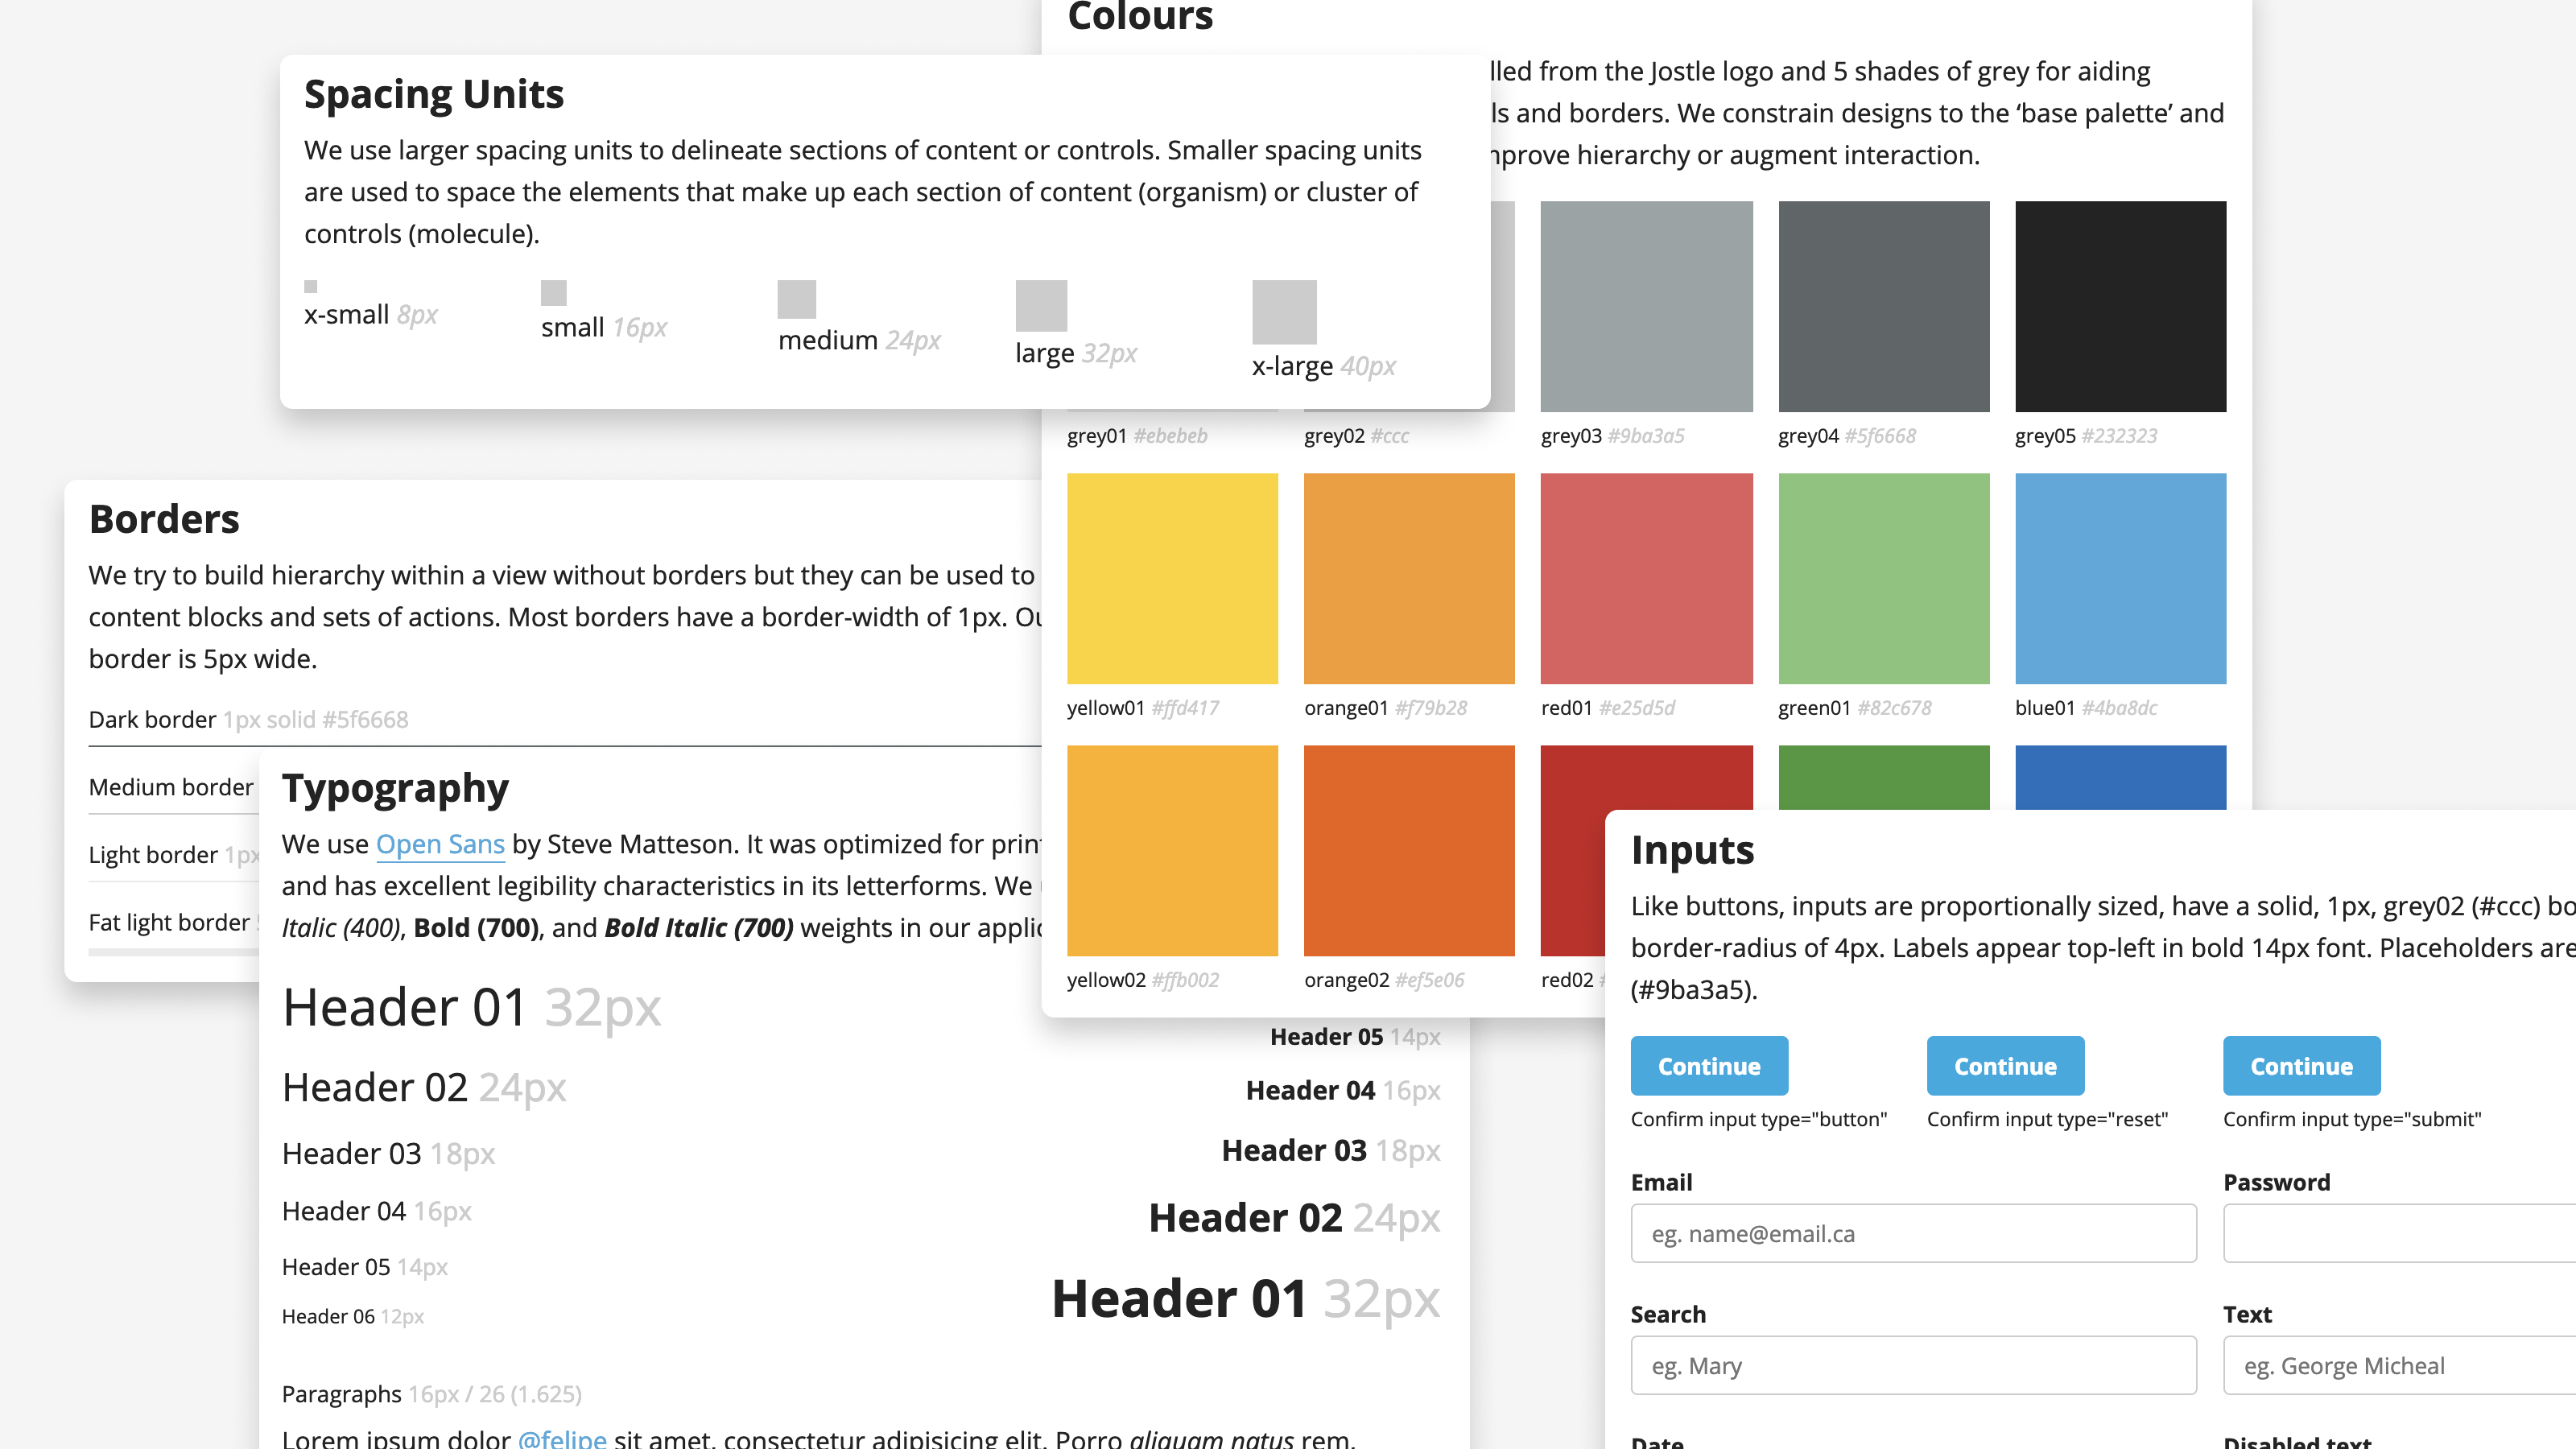 Colours
lled from the Jostle logo and 5 shades of grey for aiding
ls and borders. We constrain designs to the ‘base palette’ and
mprove hierarchy or augment interaction.
Spacing Units
We use larger spacing units to delineate sections of content or controls. Smaller spacing units
are used to space the elements that make up each section of content (organism) or cluster of
controls (molecule).
x-small 8px
small 16px
medium 24px
large 32px
x-large 40px
grey01 #ebebeb
grey02 #ccc
grey03 #9ba3a5
grey04 #5f6668
grey05 #232323
yellow01 #ffd417
orange01 #f79b28
red01 #e25d5d
green01 #82c678
blue01 #4ba8dc
yellow02 #ffb002
orange02 #ef5e06
red02
Borders
We try to build hierarchy within a view without borders but they can be used to
content blocks and sets of actions. Most borders have a border-width of 1px. Ou
border is 5px wide.
Dark border 1px solid #5f6668
Medium border
Light border 1px
Fat light border
Typography
We use Open Sans by Steve Matteson. It was optimized for prin
and has excellent legibility characteristics in its letterforms. We
Italic (400), Bold (700), and Bold Italic (700) weights in our applic
Header 01 32px
Header 02 24px
Header 03 18px
Header 04 16px
Header 05 14px
Header 06 12px
Header 05 14px
Header 04 16px
Header 03 18px
Header 02 24px
Header 01 32px
Paragraphs 16px / 26 (1.625)
Lorem ipsum dolor @felipe sit amet, consectetur adipisicing elit. Porro aliquam natus rem,
Inputs
Like buttons, inputs are proportionally sized, have a solid, 1px, grey02 (#ccc) bo
border-radius of 4px. Labels appear top-left in bold 14px font. Placeholders are
(#9ba3a5).
Continue
Continue
Continue
Confirm input type="button"
Confirm input type="reset"
Confirm input type="submit"
Email
Password
eg. name@email.ca
Search
Text
eg. Mary
eg. George Micheal
Date
Disabled text